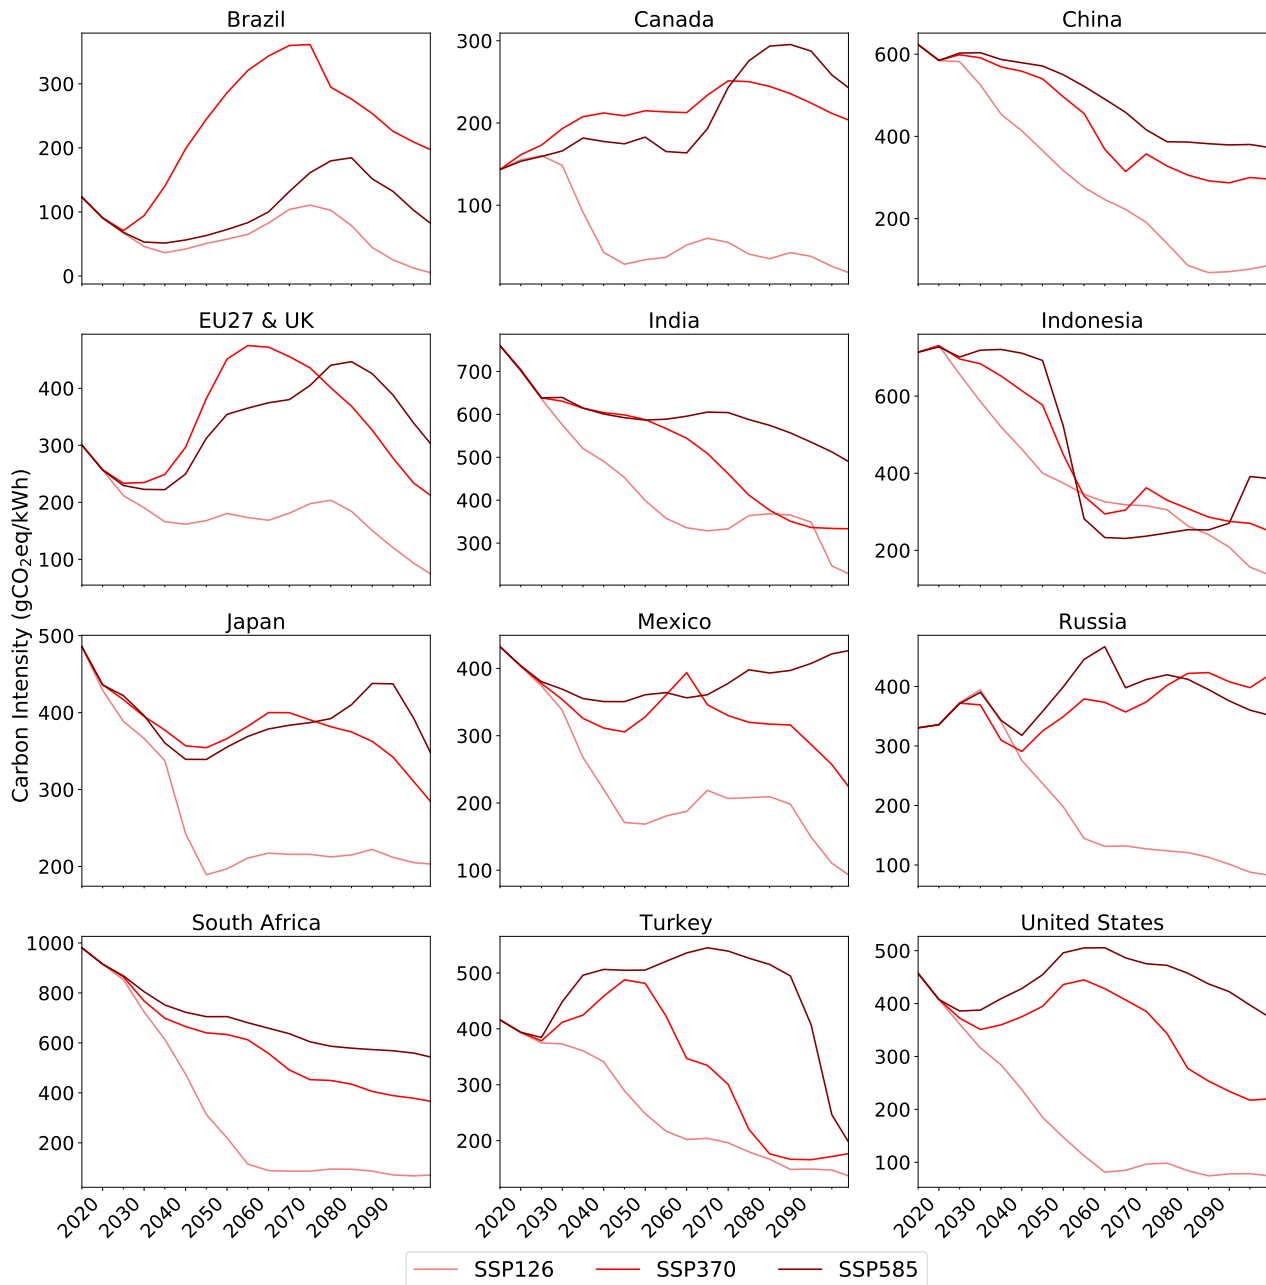 Brazil
Canada
China
300
200
100
0
300
200
100
600
400
200
EU27 & UK
India
Indonesia
400
300
200
100
700
600
500
400
300
600
400
200
Carbon Intensity (gCO₂eq/kWh)
Japan
Mexico
Russia
500
400
300
200
400
300
200
100
400
300
200
100
South Africa
Turkey
United States
1000
800
600
400
200
500
400
300
200
500
400
300
200
100
2020 2030 2040 2050 2060 2070 2080 2090
2020 2030 2040 2050 2060 2070 2080 2090
2020 2030 2040 2050 2060 2070 2080 2090
SSP126 SSP370 SSP585